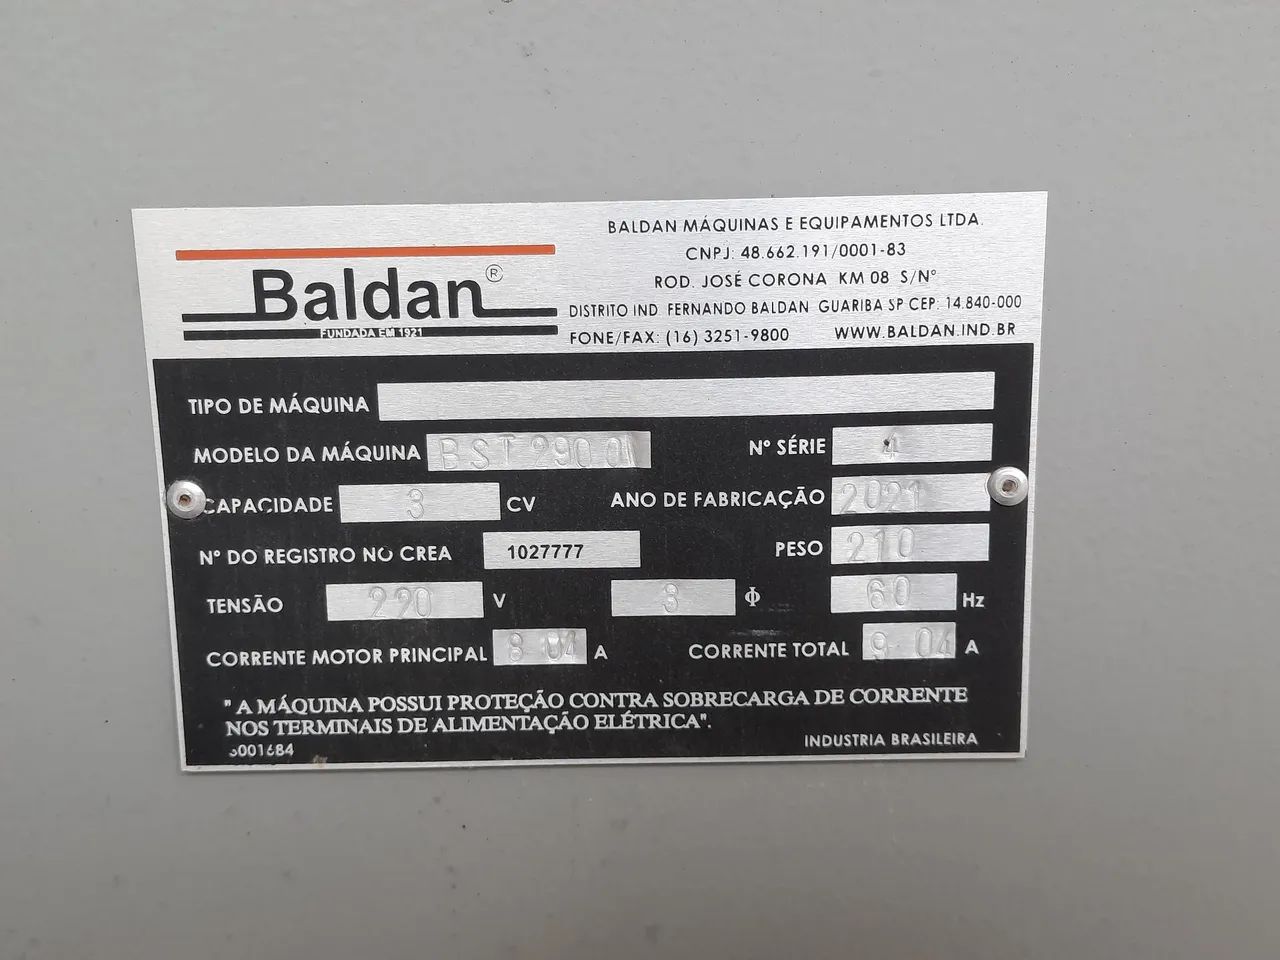 BALDAN MÁQUINAS E EQUIPAMENTOS LTDA.
CNPJ: 48.662.191/0001-83
ROD. JOSÉ CORONA KM 08 S/Nº
DISTRITO IND FERNANDO BALDAN GUARIBA SP CEP: 14.840-000
FONE/FAX: (16) 3251-9800 WWW.BALDAN.IND.BR
Baldan ®
FUNDADA EM 1921
TIPO DE MÁQUINA
MODELO DA MÁQUINA BST 290 Nº SÉRIE 4
CAPACIDADE 3 CV ANO DE FABRICAÇÃO 2021
Nº DO REGISTRO NO CREA 1027777 PESO 210
TENSÃO 220 V 3 Φ 60 Hz
CORRENTE MOTOR PRINCIPAL 8 04 A CORRENTE TOTAL 9 04 A
"A MÁQUINA POSSUI PROTEÇÃO CONTRA SOBRECARGA DE CORRENTE
NOS TERMINAIS DE ALIMENTAÇÃO ELÉTRICA".
INDUSTRIA BRASILEIRA